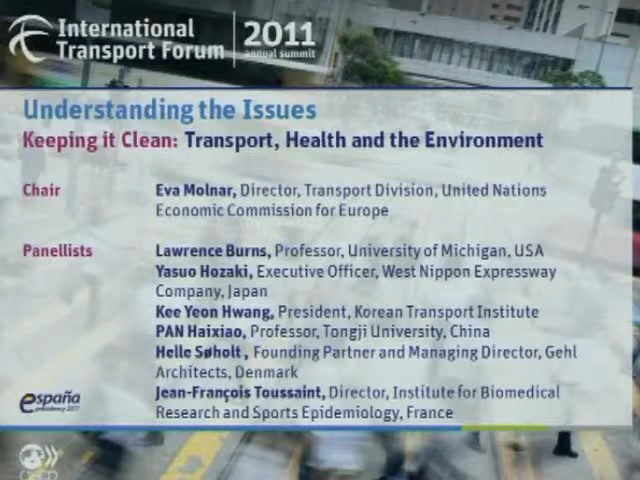 International
Transport Forum
2011
annual summit
Understanding the Issues
Keeping it Clean: Transport, Health and the Environment
Chair
Eva Molnar, Director, Transport Division, United Nations
Economic Commission for Europe
Panellists
Lawrence Burns, Professor, University of Michigan, USA
Yasuo Hozaki, Executive Officer, West Nippon Expressway
Company, Japan
Kee Yeon Hwang, President, Korean Transport Institute
PAN Haixiao, Professor, Tongji University, China
Helle Søholt, Founding Partner and Managing Director, Gehl
Architects, Denmark
Jean-François Toussaint, Director, Institute for Biomedical
Research and Sports Epidemiology, France
españa
presidency 2011
OECD